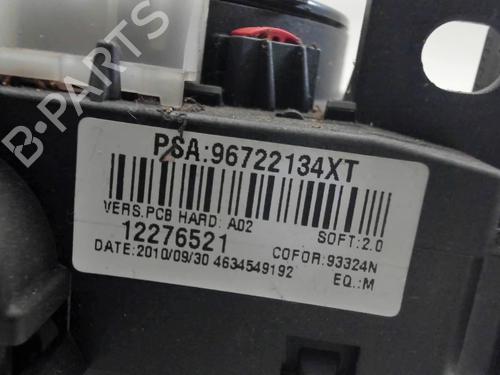 PSA:96722134XT
VERS.PCB HARD: A02
SOFT:2.0
12276521
COFOR:93324N
DATE:2010/09/30 4634549192
EQ.:M
B-PARTS